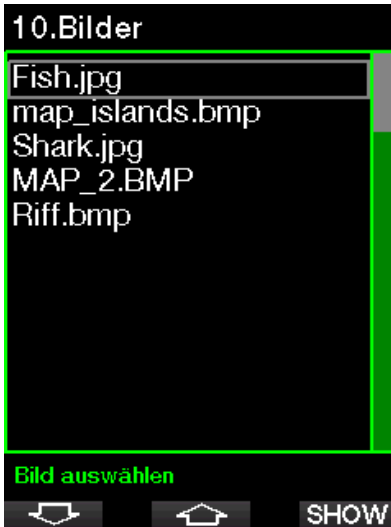 10.Bilder
Fish.jpg
map_islands.bmp
Shark.jpg
MAP_2.BMP
Riff.bmp
Bild auswählen
SHOW